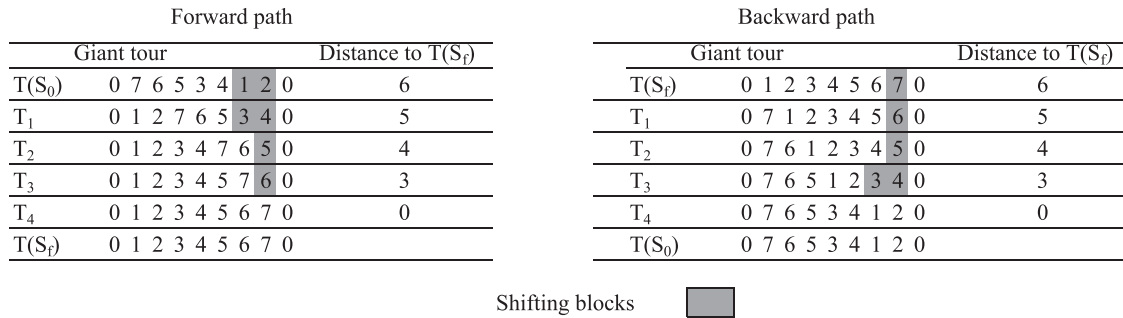 Forward path
Giant tour Distance to T(S_f)
T(S_0) 0 7 6 5 3 4 1 2 0 6
T_1 0 1 2 7 6 5 3 4 0 5
T_2 0 1 2 3 4 7 6 5 0 4
T_3 0 1 2 3 4 5 7 6 0 3
T_4 0 1 2 3 4 5 6 7 0 0
T(S_f) 0 1 2 3 4 5 6 7 0
Backward path
Giant tour Distance to T(S_f)
T(S_f) 0 1 2 3 4 5 6 7 0 6
T_1 0 7 1 2 3 4 5 6 0 5
T_2 0 7 6 1 2 3 4 5 0 4
T_3 0 7 6 5 1 2 3 4 0 3
T_4 0 7 6 5 3 4 1 2 0 0
T(S_0) 0 7 6 5 3 4 1 2 0
Shifting blocks